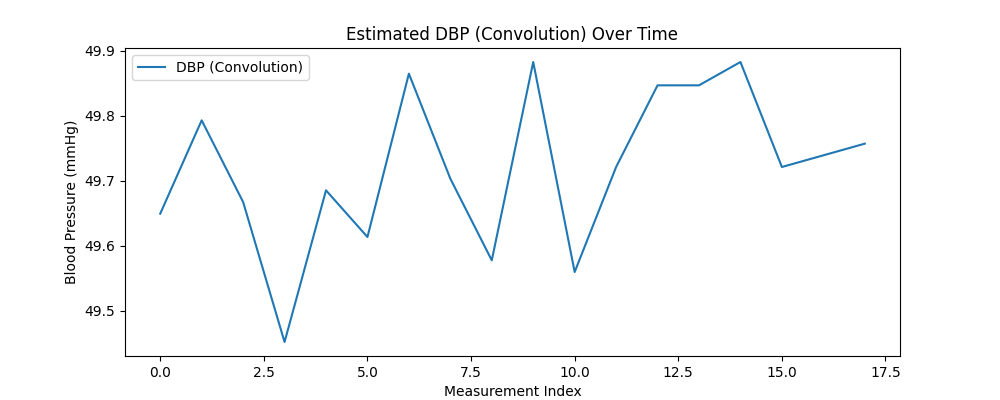 Estimated DBP (Convolution) Over Time
DBP (Convolution)
Blood Pressure (mmHg)
49.9
49.8
49.7
49.6
49.5
0.0 2.5 5.0 7.5 10.0 12.5 15.0 17.5
Measurement Index